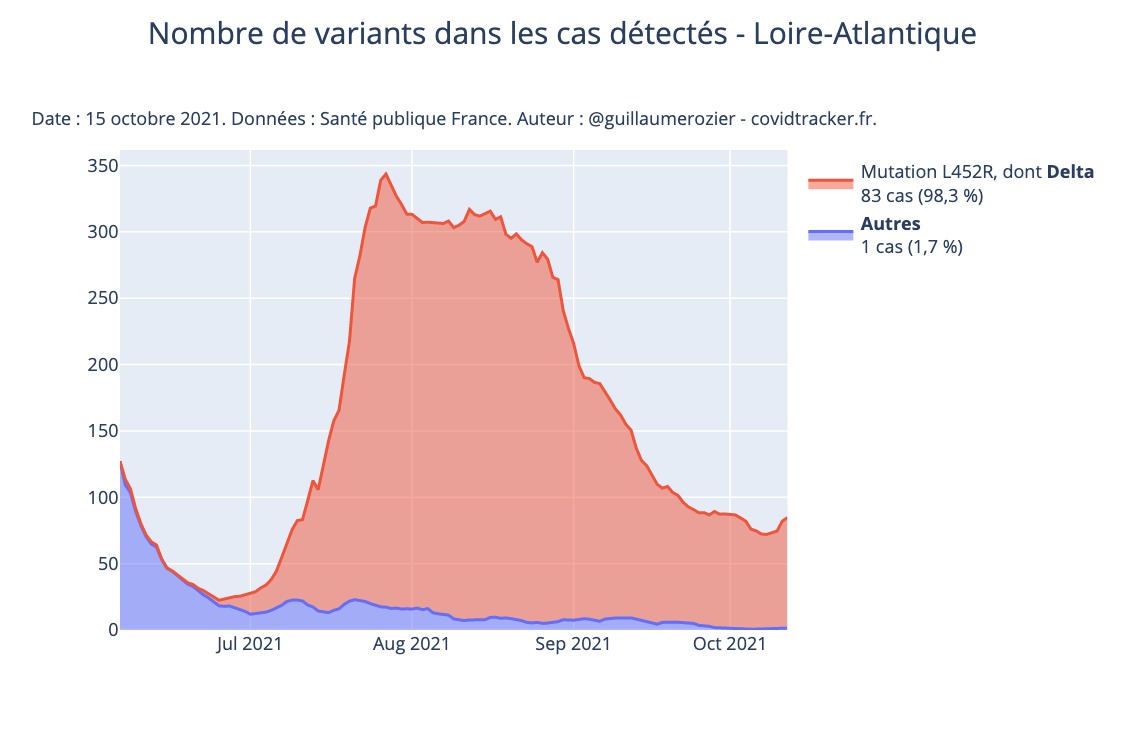 Nombre de variants dans les cas détectés - Loire-Atlantique
Date : 15 octobre 2021. Données : Santé publique France. Auteur : @guillaumerozier - covidtracker.fr.
350
300
250
200
150
100
50
0
Jul 2021
Aug 2021
Sep 2021
Oct 2021
Mutation L452R, dont Delta
83 cas (98,3 %)
Autres
1 cas (1,7 %)